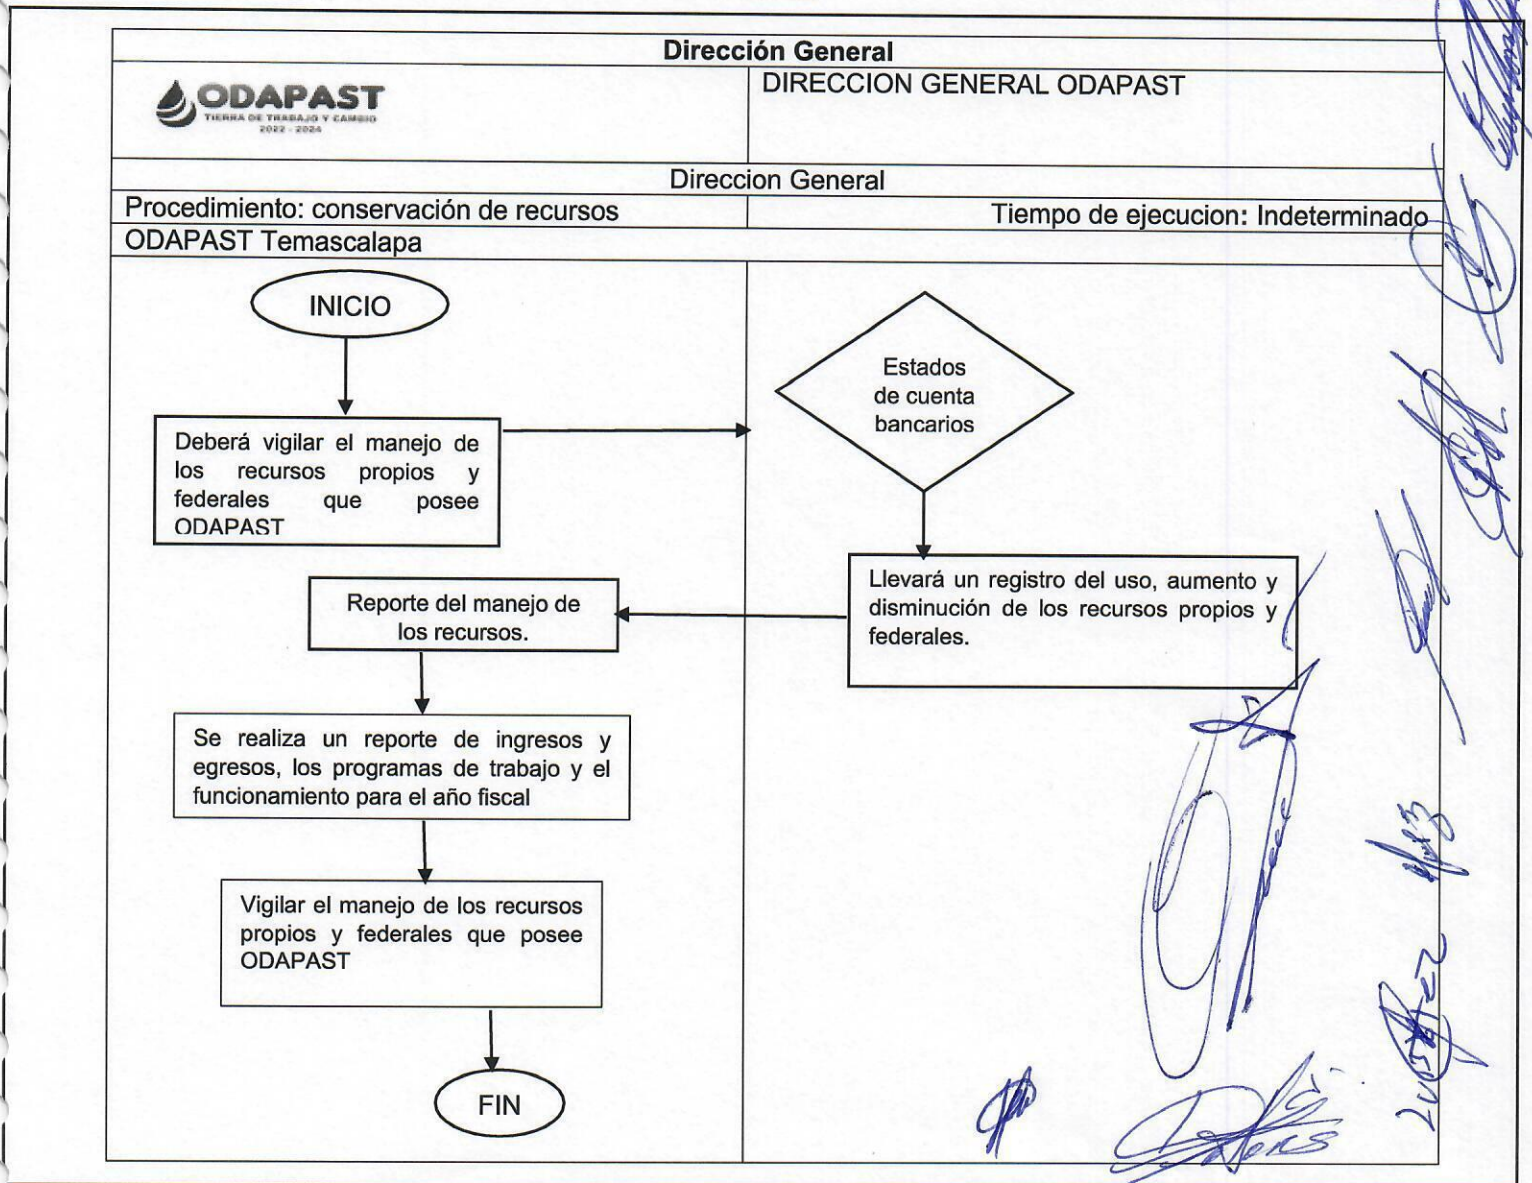 Dirección General
ODAPAST
TIERRA DE TRABAJO Y CAMBIO
2022 - 2024
DIRECCION GENERAL ODAPAST
Direccion General
Procedimiento: conservación de recursos
Tiempo de ejecucion: Indeterminado
ODAPAST Temascalapa
INICIO
Deberá vigilar el manejo de
los recursos propios y
federales que posee
ODAPAST
Estados
de cuenta
bancarios
Llevará un registro del uso, aumento y
disminución de los recursos propios y
federales.
Reporte del manejo de
los recursos.
Se realiza un reporte de ingresos y
egresos, los programas de trabajo y el
funcionamiento para el año fiscal
Vigilar el manejo de los recursos
propios y federales que posee
ODAPAST
FIN